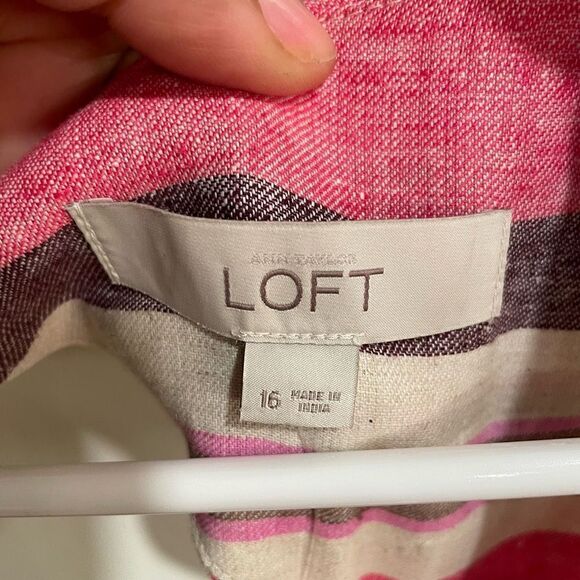 ANN TAYLOR
LOFT
16 MADE IN
INDIA